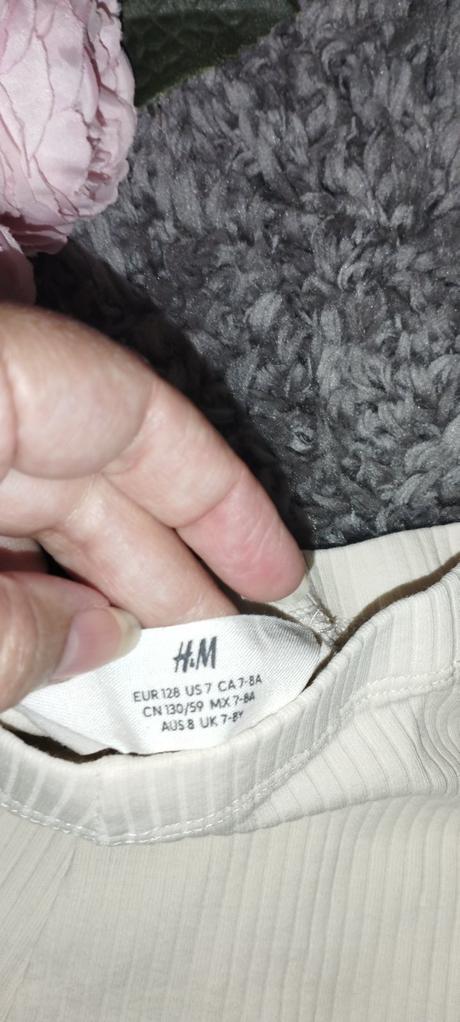 H&M
EUR 128 US 7 CA 7-8A
CN 130/59 MX 7-8A
AUS 8 UK 7-8Y